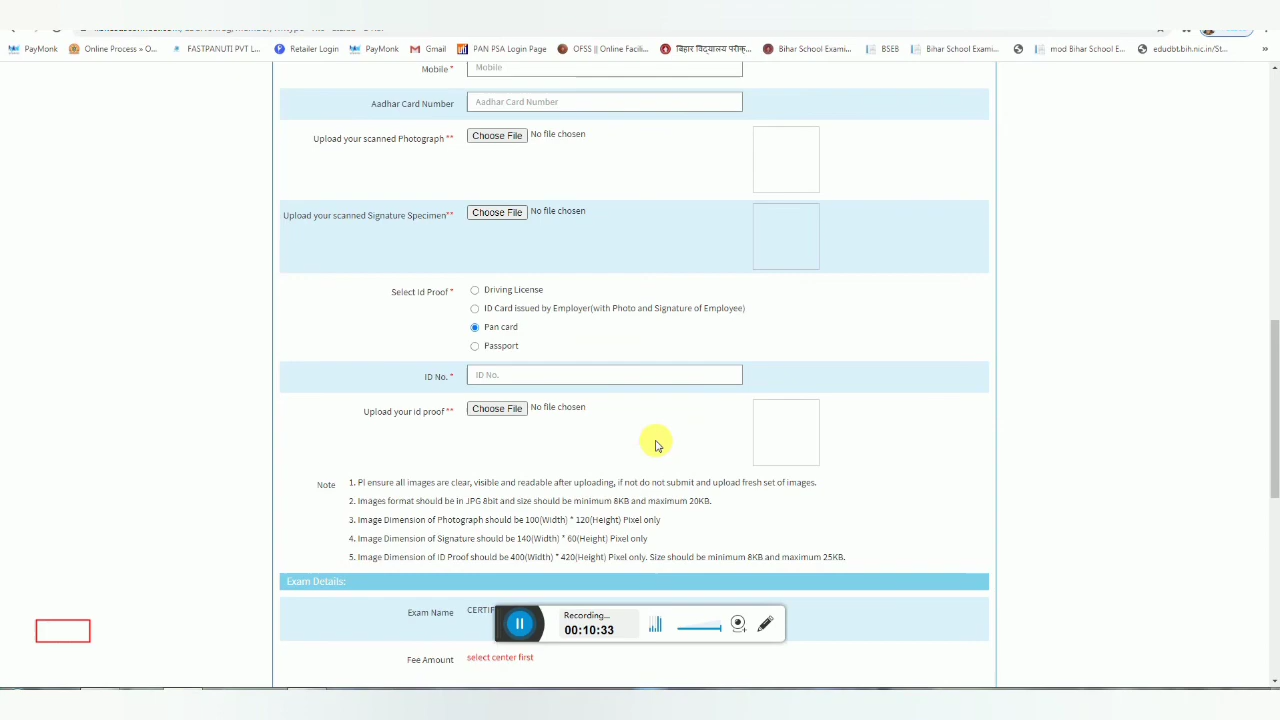 PayMonk
Online Process » O...
FASTPANUTI PVT L...
Retailer Login
PayMonk
Gmail
PAN PSA Login Page
OFSS || Online Facili...
बिहार विद्यालय परीक्...
Bihar School Exami...
BSEB
Bihar School Exami...
mod Bihar School E...
edudbt.bih.nic.in/St...
»
Mobile *
Mobile
Aadhar Card Number
Aadhar Card Number
Upload your scanned Photograph **
Choose File No file chosen
Upload your scanned Signature Specimen**
Choose File No file chosen
Select Id Proof *
Driving License
ID Card issued by Employer(with Photo and Signature of Employee)
Pan card
Passport
ID No. *
ID No.
Upload your id proof **
Choose File No file chosen
Note
1. Pl ensure all images are clear, visible and readable after uploading, if not do not submit and upload fresh set of images.
2. Images format should be in JPG 8bit and size should be minimum 8KB and maximum 20KB.
3. Image Dimension of Photograph should be 100(Width) * 120(Height) Pixel only
4. Image Dimension of Signature should be 140(Width) * 60(Height) Pixel only
5. Image Dimension of ID Proof should be 400(Width) * 420(Height) Pixel only. Size should be minimum 8KB and maximum 25KB.
Exam Details:
Exam Name
CERTIF
Recording...
00:10:33
Fee Amount
select center first